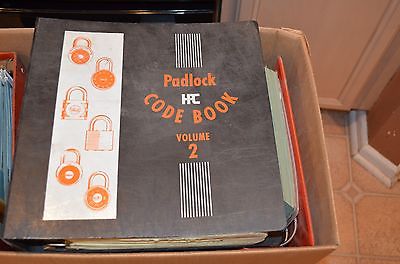 Padlock
HPC
CODE BOOK
VOLUME
2